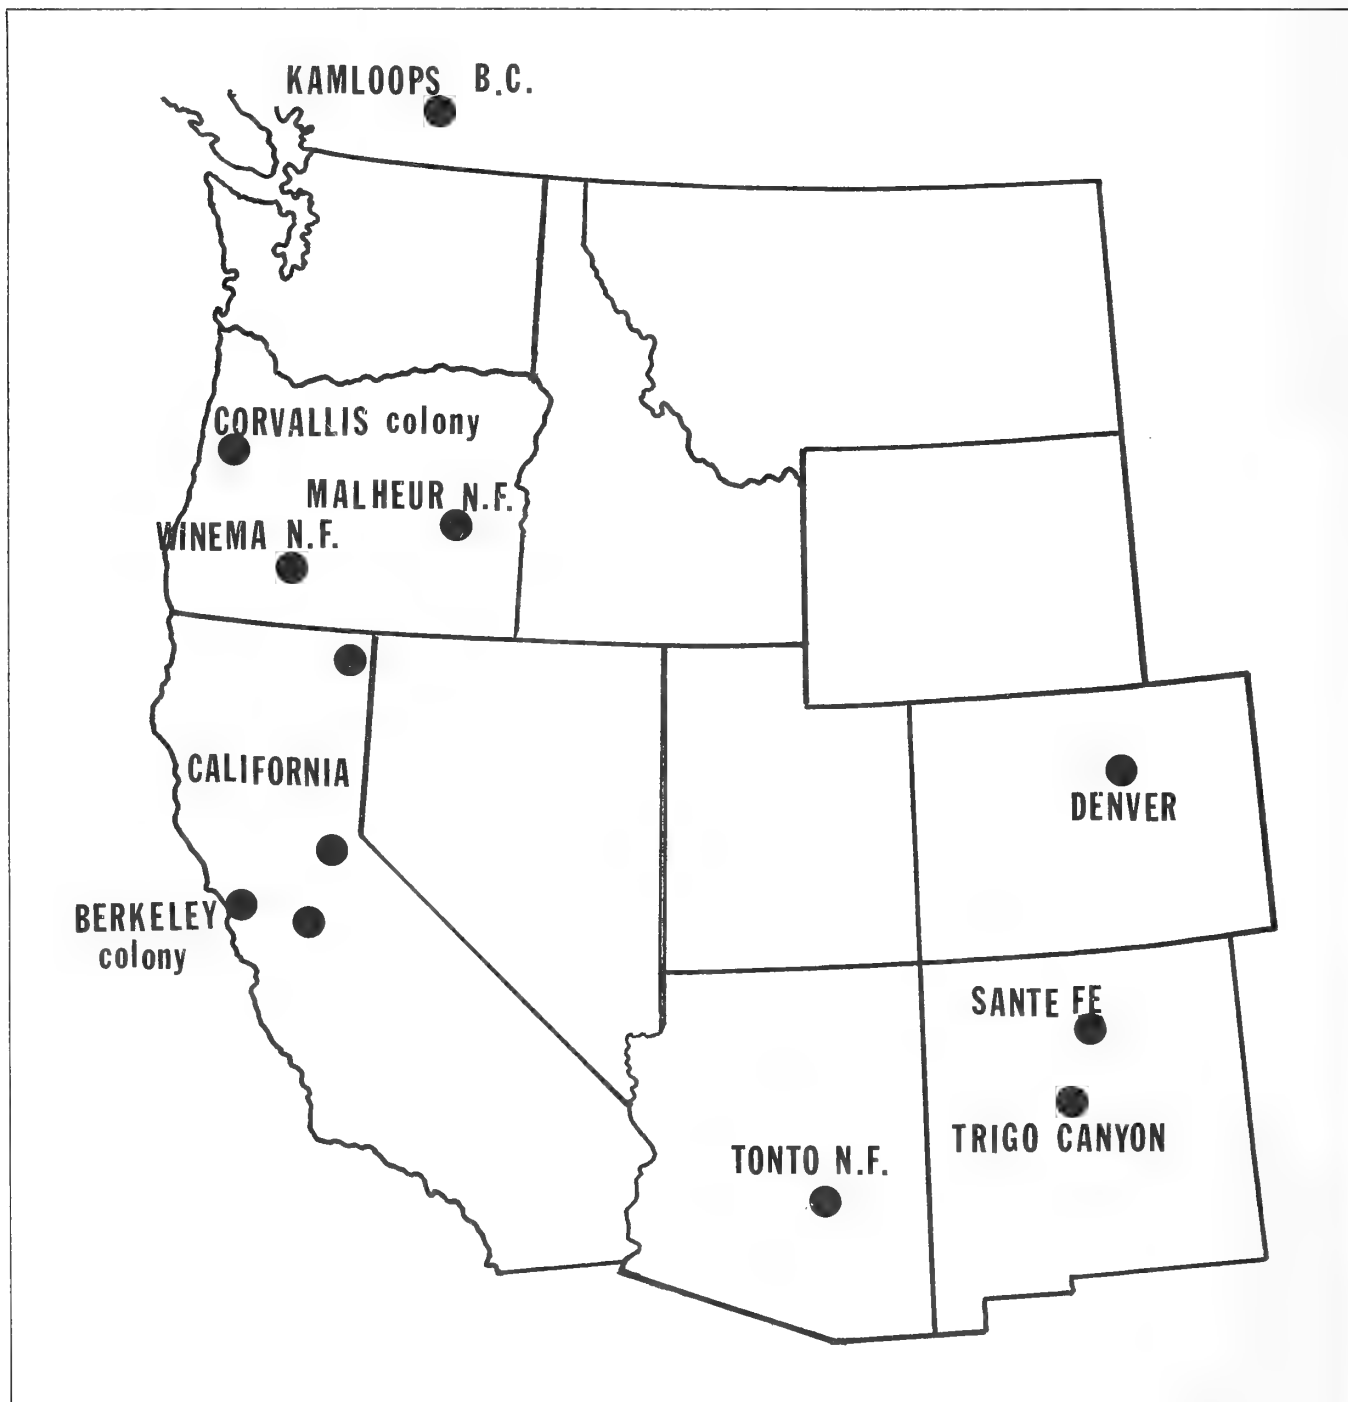 KAMLOOPS B.C.
CORVALLIS colony
MALHEUR N.F.
WINEMA N.F.
CALIFORNIA
DENVER
BERKELEY
colony
SANTE FE
TRIGO CANYON
TONTO N.F.